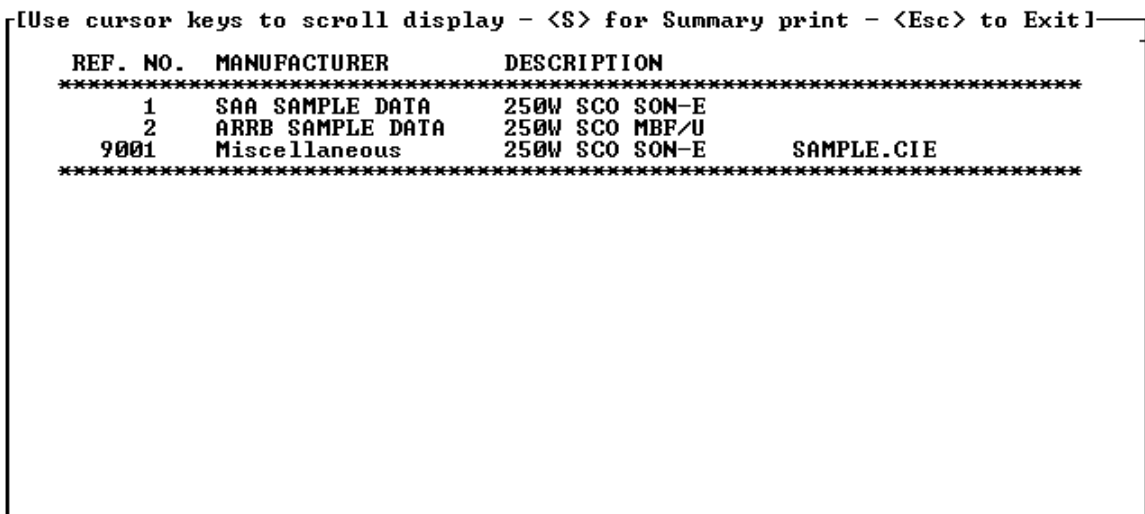 [Use cursor keys to scroll display - <S> for Summary print - <Esc> to Exit]
REF. NO. MANUFACTURER DESCRIPTION
***********************************************************************
1 SAA SAMPLE DATA 250W SCO SON-E
2 ARRB SAMPLE DATA 250W SCO MBF/U
9001 Miscellaneous 250W SCO SON-E SAMPLE.CIE
***********************************************************************